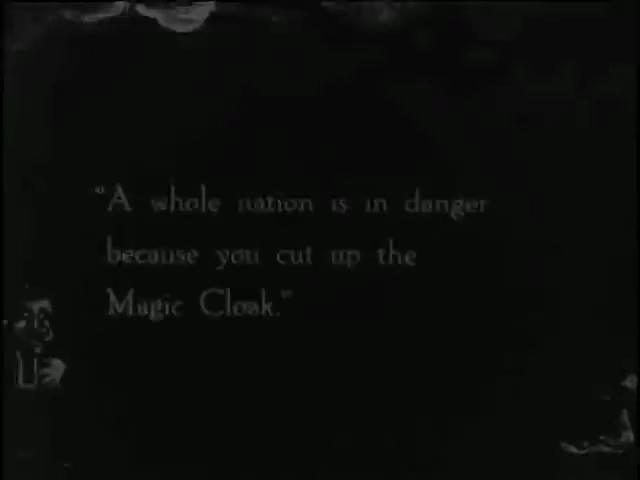 “A whole nation is in danger
because you cut up the
Magic Cloak.”